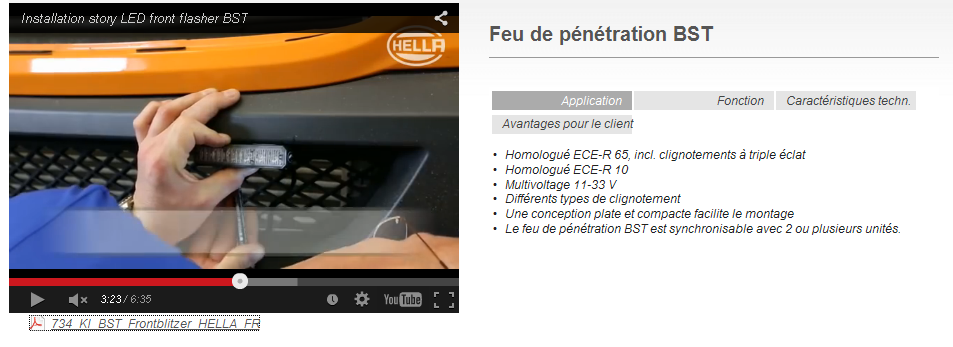 Installation story LED front flasher BST
HELLA
3:23 / 6:35
YouTube
734_KI_BST_Frontblitzer_HELLA_FR
Feu de pénétration BST
Application
Fonction
Caractéristiques techn.
Avantages pour le client
• Homologué ECE-R 65, incl. clignotements à triple éclat
• Homologué ECE-R 10
• Multivoltage 11-33 V
• Différents types de clignotement
• Une conception plate et compacte facilite le montage
• Le feu de pénétration BST est synchronisable avec 2 ou plusieurs unités.